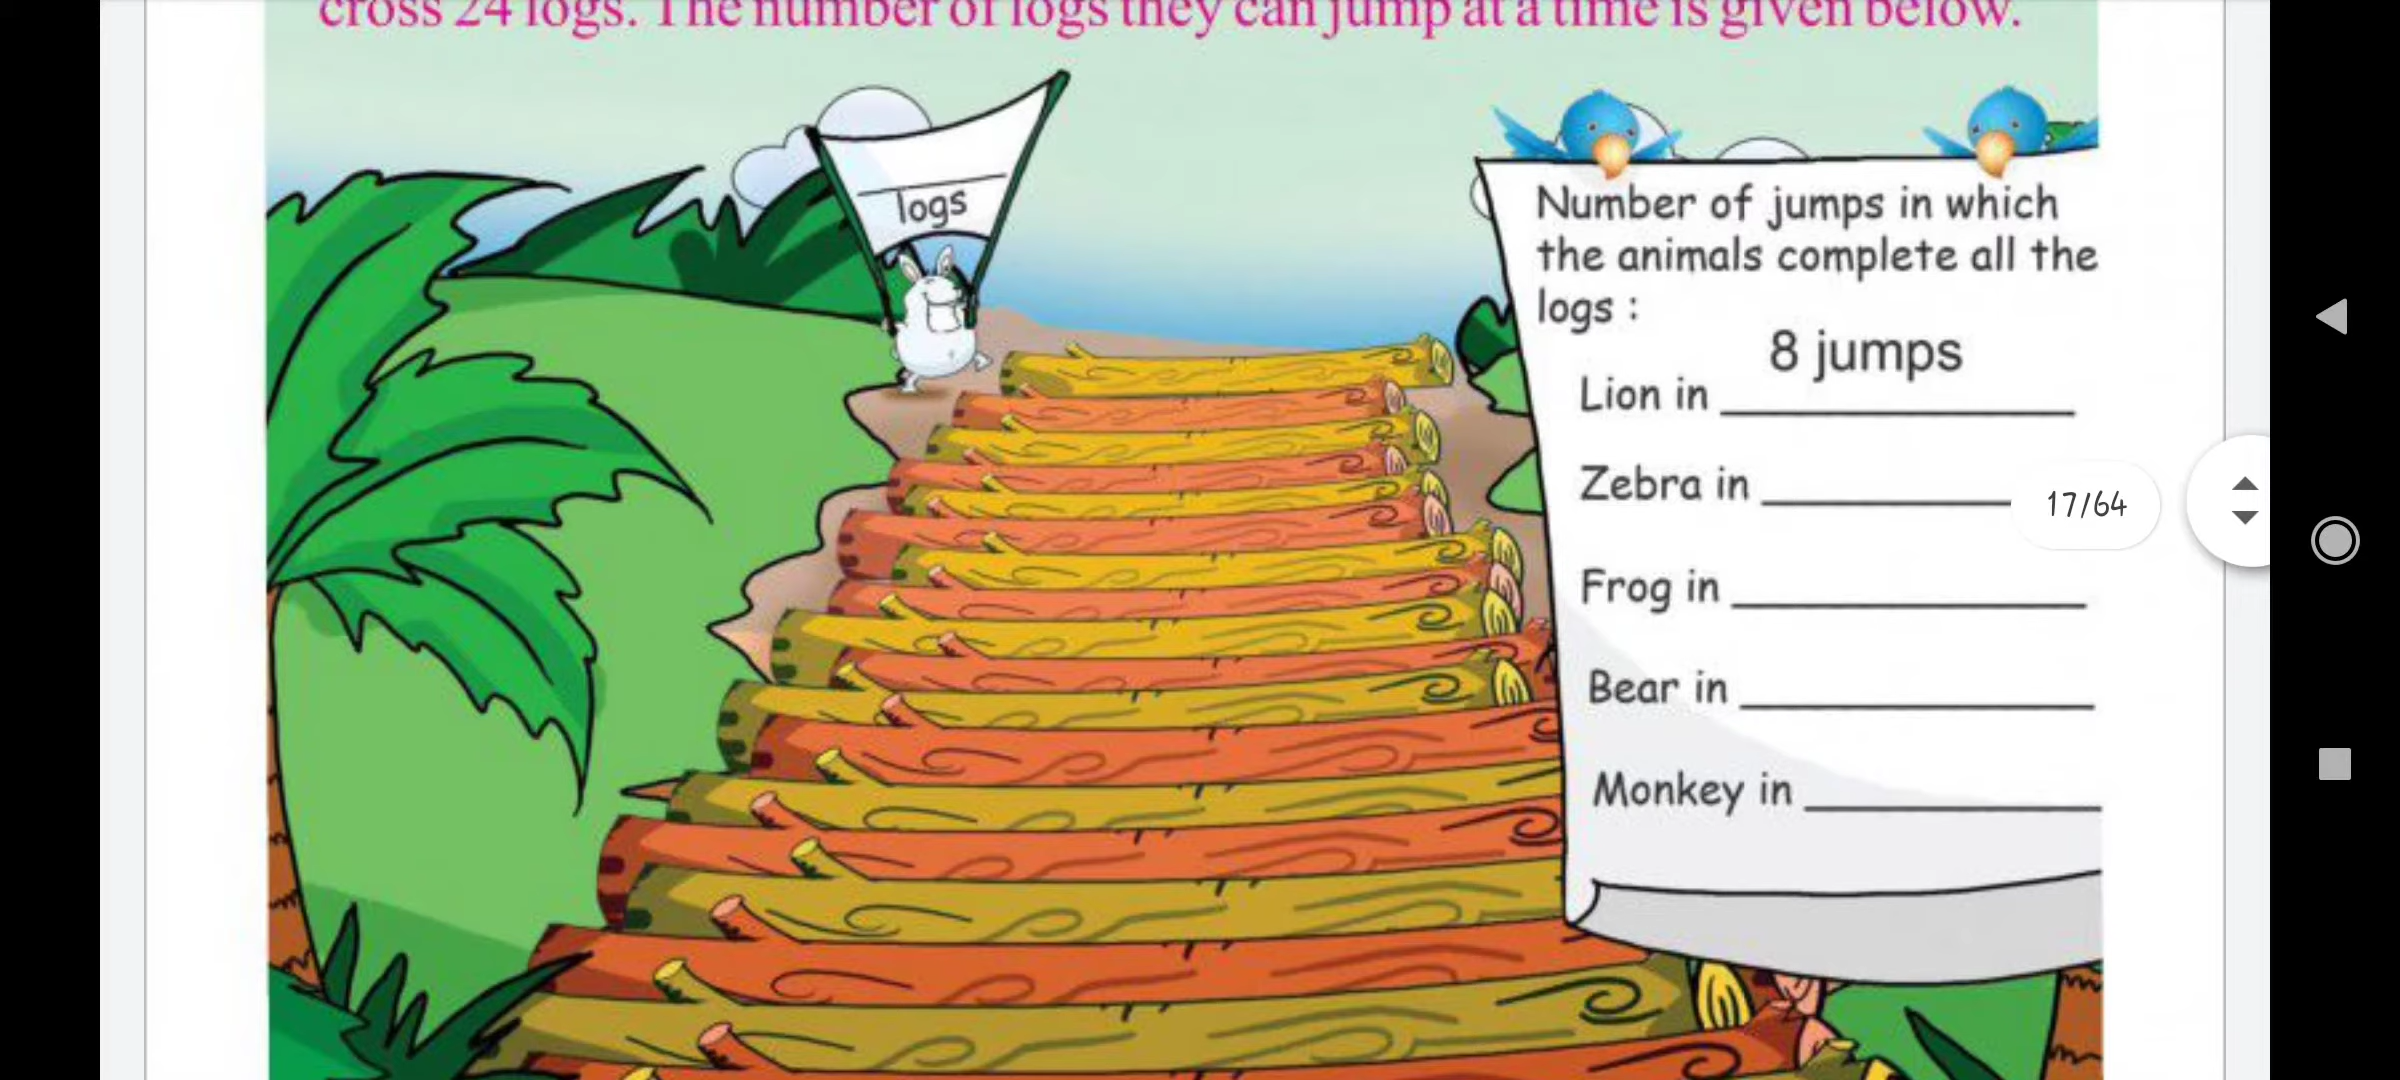 cross 24 logs. The number of logs they can jump at a time is given below.
logs
Number of jumps in which
the animals complete all the
logs :
8 jumps
Lion in
Zebra in
17/64
Frog in
Bear in
Monkey in